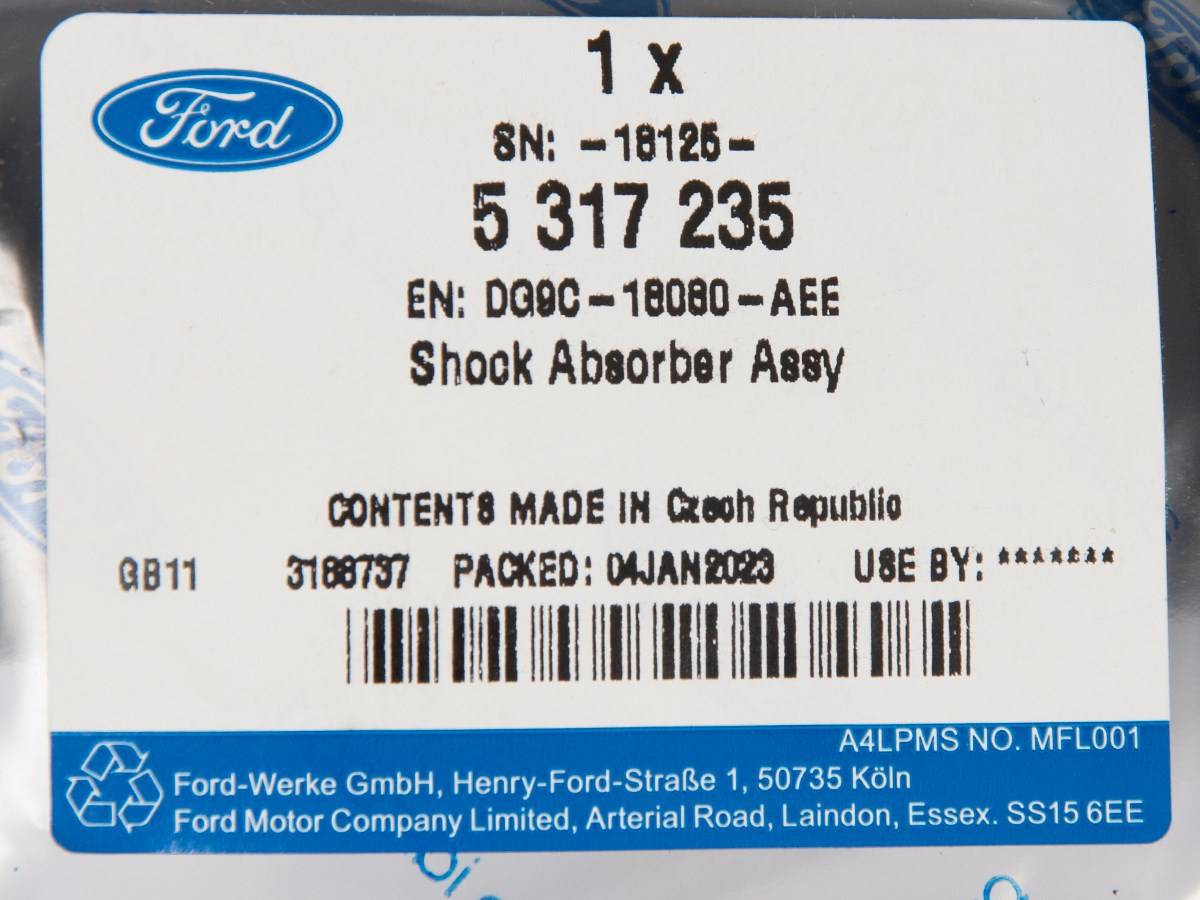 Ford
1 x
SN: -18125-
5 317 235
EN: DG9C-18080-AEE
Shock Absorber Assy
CONTENTS MADE IN Czech Republic
GB11 3188737 PACKED: 04JAN2023 USE BY: *******
A4LPMS NO. MFL001
Ford-Werke GmbH, Henry-Ford-Straße 1, 50735 Köln
Ford Motor Company Limited, Arterial Road, Laindon, Essex. SS15 6EE